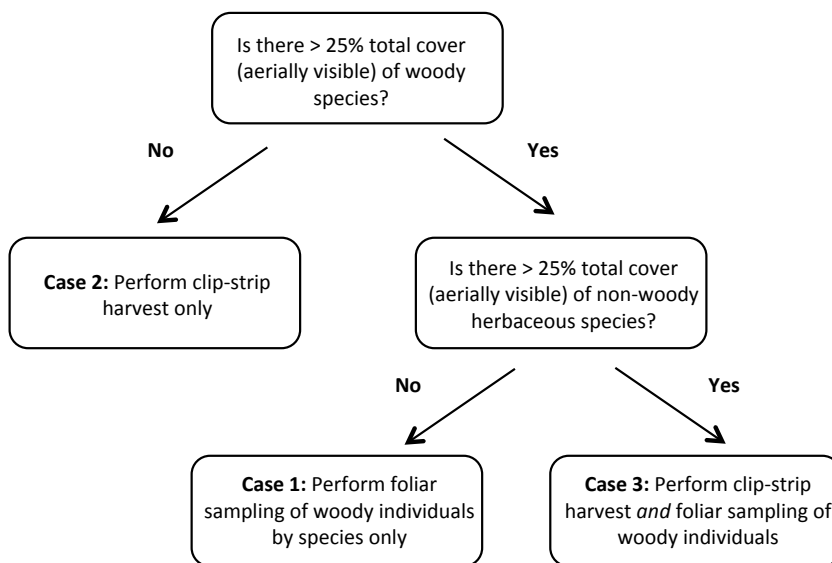 Is there > 25% total cover
(aerially visible) of woody
species?
No
Yes
Case 2: Perform clip-strip
harvest only
Is there > 25% total cover
(aerially visible) of non-woody
herbaceous species?
No
Yes
Case 1: Perform foliar
sampling of woody individuals
by species only
Case 3: Perform clip-strip
harvest and foliar sampling of
woody individuals